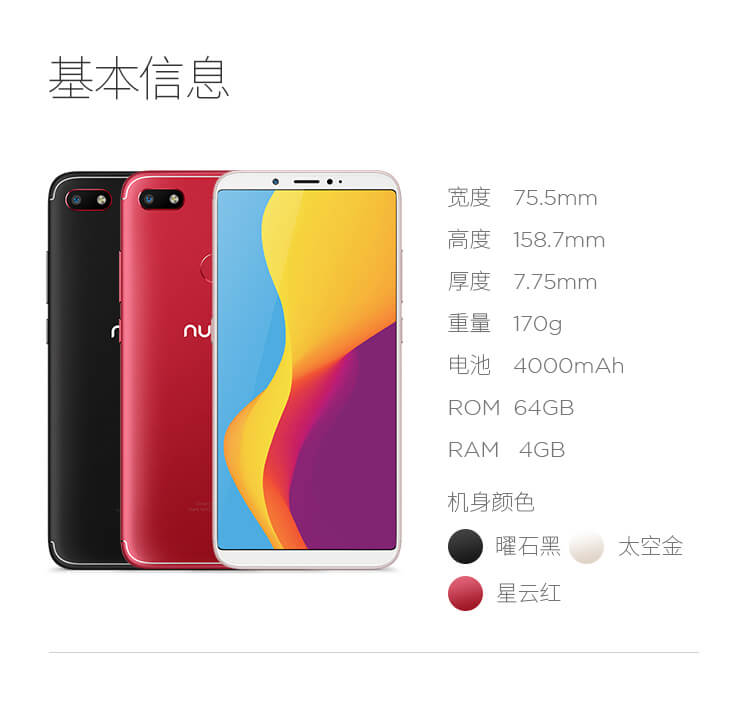 基本信息
宽度 75.5mm
高度 158.7mm
厚度 7.75mm
重量 170g
电池 4000mAh
ROM 64GB
RAM 4GB
机身颜色
曜石黑 太空金
星云红
nu